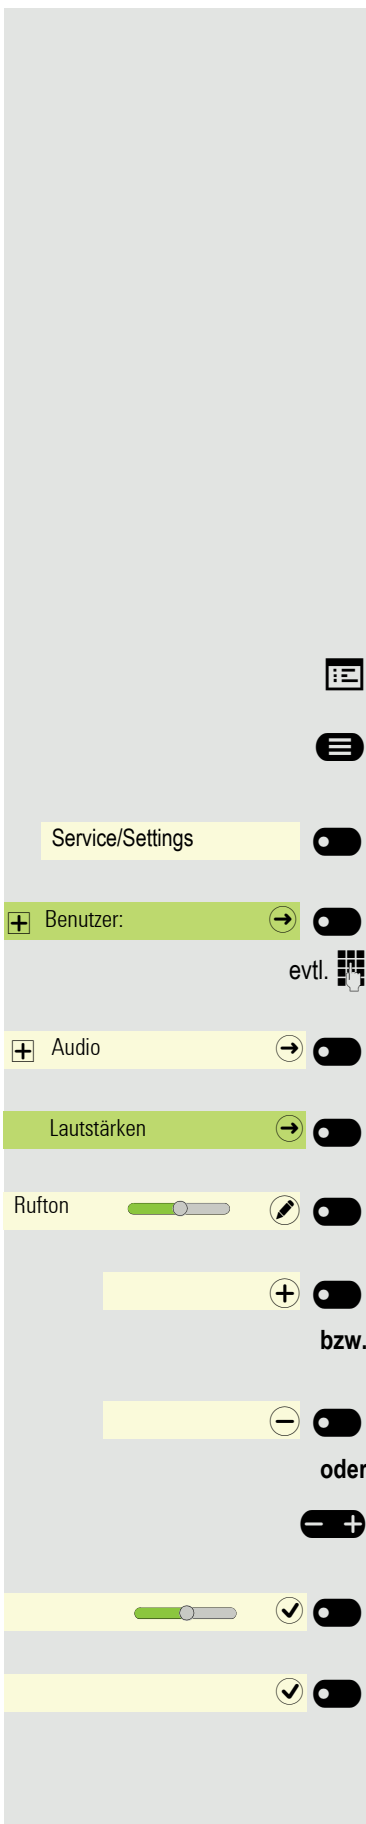 Service/Settings
Benutzer:
evtl.
Audio
Lautstärken
Rufton
bzw.
oder